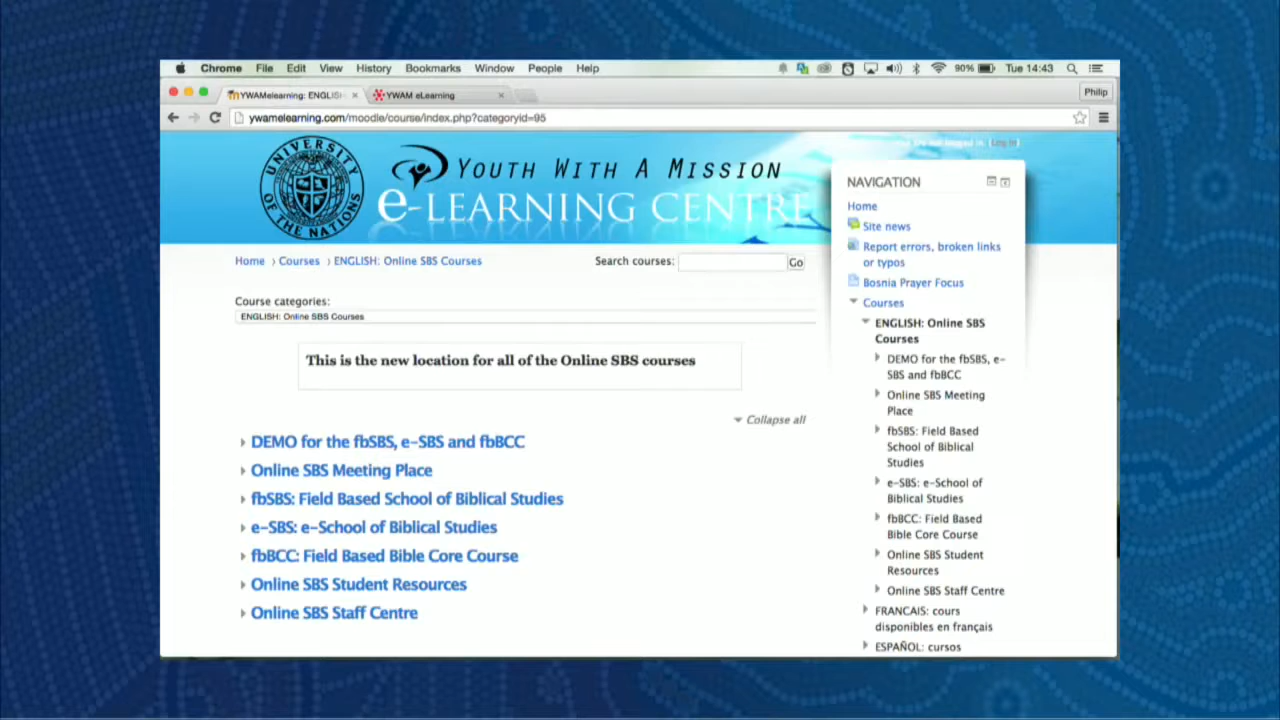 Chrome File Edit View History Bookmarks Window People Help 90% Tue 14:43
YWAMelearning: ENGLISH YWAM eLearning Philip
ywamelearning.com/moodle/course/index.php?categoryid=95
UNIVERSITY OF THE NATIONS
YOUTH WITH A MISSION
e-LEARNING CENTRE
Home Courses ENGLISH: Online SBS Courses
Search courses: Go
Course categories:
ENGLISH: Online SBS Courses
This is the new location for all of the Online SBS courses
Collapse all
DEMO for the fbSBS, e-SBS and fbBCC
Online SBS Meeting Place
fbSBS: Field Based School of Biblical Studies
e-SBS: e-School of Biblical Studies
fbBCC: Field Based Bible Core Course
Online SBS Student Resources
Online SBS Staff Centre
NAVIGATION
Home
Site news
Report errors, broken links
or typos
Bosnia Prayer Focus
Courses
ENGLISH: Online SBS
Courses
DEMO for the fbSBS, e-
SBS and fbBCC
Online SBS Meeting
Place
fbSBS: Field Based
School of Biblical
Studies
e-SBS: e-School of
Biblical Studies
fbBCC: Field Based
Bible Core Course
Online SBS Student
Resources
Online SBS Staff Centre
FRANCAIS: cours
disponibles en français
ESPAÑOL: cursos